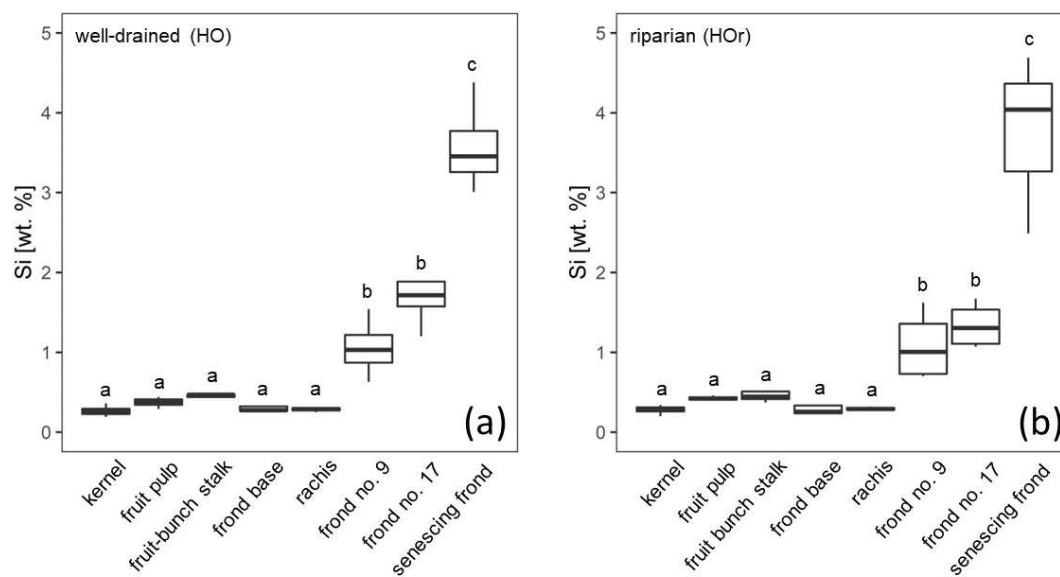 well-drained (HO)
Si [wt. %]
5
4
3
2
1
0
a
a
a
a
a
b
b
c
(a)
kernel
fruit pulp
fruit-bunch stalk
frond base
rachis
frond no. 9
frond no. 17
senescing frond
riparian (HOr)
Si [wt. %]
5
4
3
2
1
0
a
a
a
a
a
b
b
c
(b)
kernel
fruit pulp
fruit bunch stalk
frond base
rachis
frond no. 9
frond no. 17
senescing frond